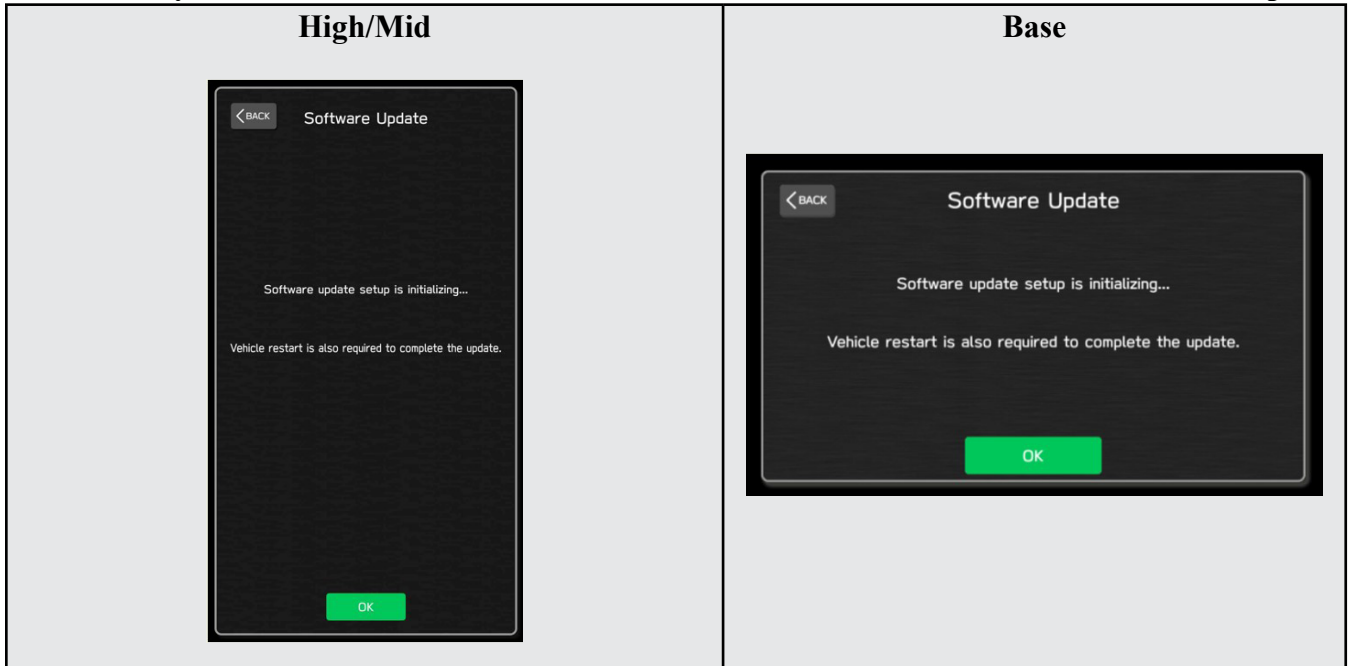 High/Mid
Base
BACK
Software Update
Software update setup is initializing...
Vehicle restart is also required to complete the update.
OK
BACK
Software Update
Software update setup is initializing...
Vehicle restart is also required to complete the update.
OK